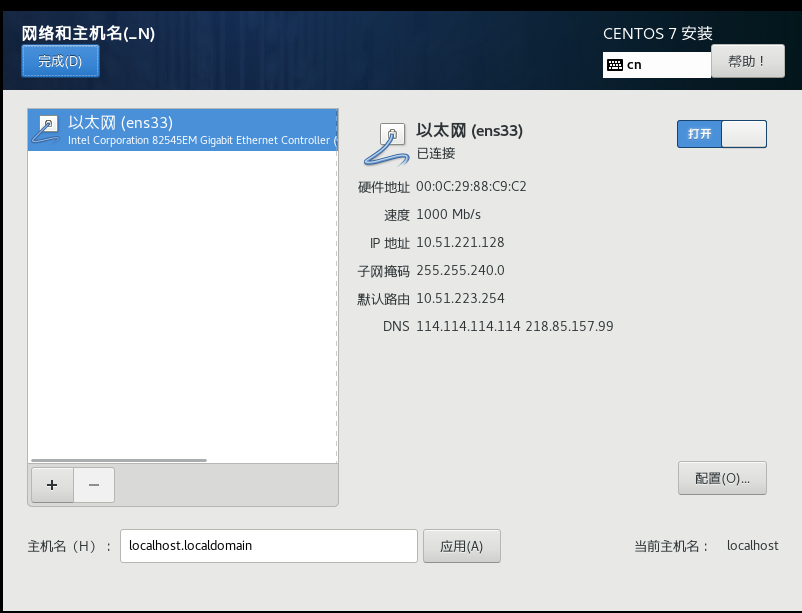 网络和主机名(_N)
CENTOS 7 安装
完成(D)
cn
帮助！
以太网 (ens33)
Intel Corporation 82545EM Gigabit Ethernet Controller (
以太网 (ens33)
已连接
打开
硬件地址 00:0C:29:88:C9:C2
速度 1000 Mb/s
IP 地址 10.51.221.128
子网掩码 255.255.240.0
默认路由 10.51.223.254
DNS 114.114.114.114 218.85.157.99
+
−
配置(O)...
主机名（H）： localhost.localdomain
应用(A)
当前主机名： localhost